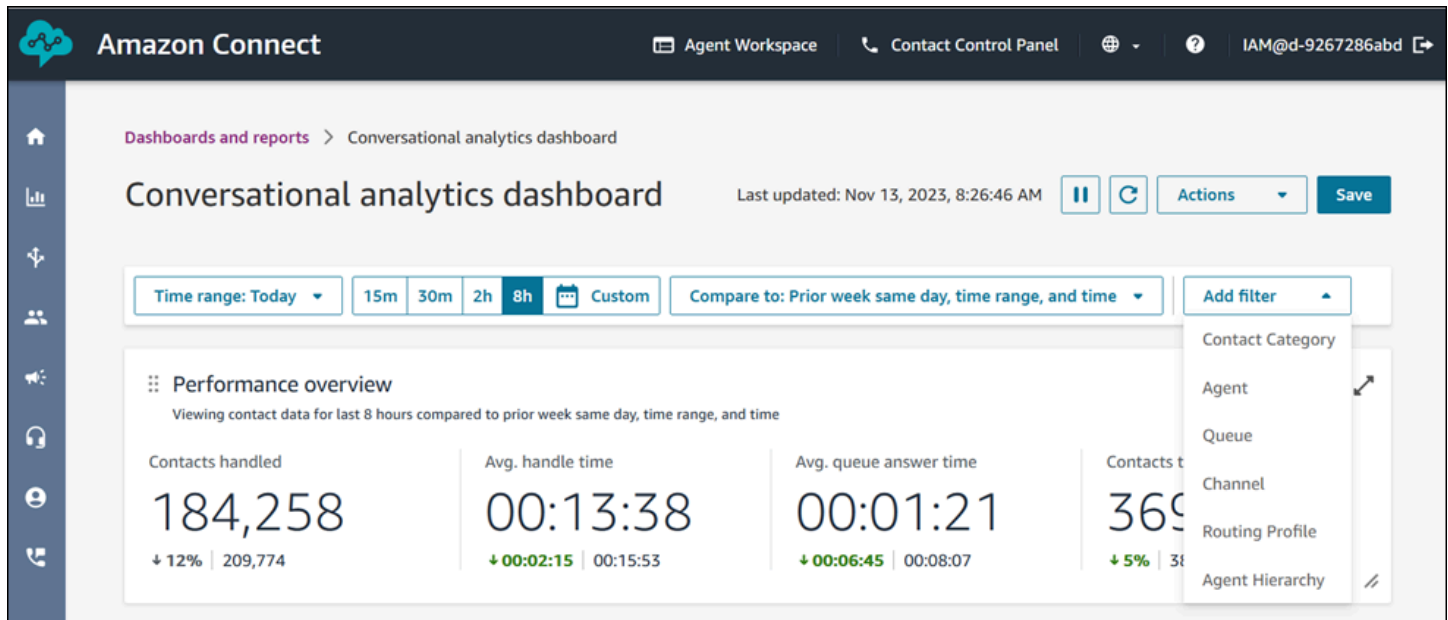 Amazon Connect
Agent Workspace
Contact Control Panel
IAM@d-9267286abd
Dashboards and reports > Conversational analytics dashboard
Conversational analytics dashboard
Last updated: Nov 13, 2023, 8:26:46 AM
Actions
Save
Time range: Today
15m 30m 2h 8h Custom
Compare to: Prior week same day, time range, and time
Add filter
Contact Category
Agent
Queue
Channel
Routing Profile
Agent Hierarchy
Performance overview
Viewing contact data for last 8 hours compared to prior week same day, time range, and time
Contacts handled
184,258
↓ 12% | 209,774
Avg. handle time
00:13:38
↓ 00:02:15 | 00:15:53
Avg. queue answer time
00:01:21
↓ 00:06:45 | 00:08:07
Contacts
369
↓ 5%